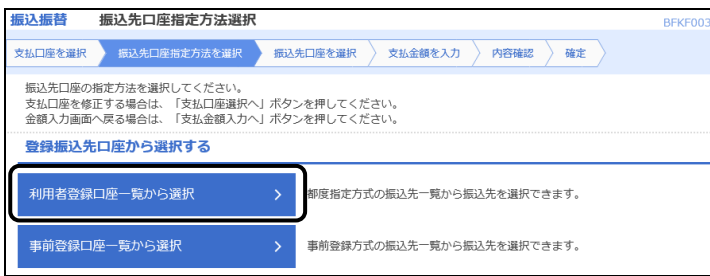 振込振替 振込先口座指定方法選択 BFKF003
支払口座を選択 振込先口座指定方法を選択 振込先口座を選択 支払金額を入力 内容確認 確定
振込先口座の指定方法を選択してください。
支払口座を修正する場合は、「支払口座選択へ」ボタンを押してください。
金額入力画面へ戻る場合は、「支払金額入力へ」ボタンを押してください。
登録振込先口座から選択する
利用者登録口座一覧から選択 都度指定方式の振込先一覧から振込先を選択できます。
事前登録口座一覧から選択 事前登録方式の振込先一覧から振込先を選択できます。